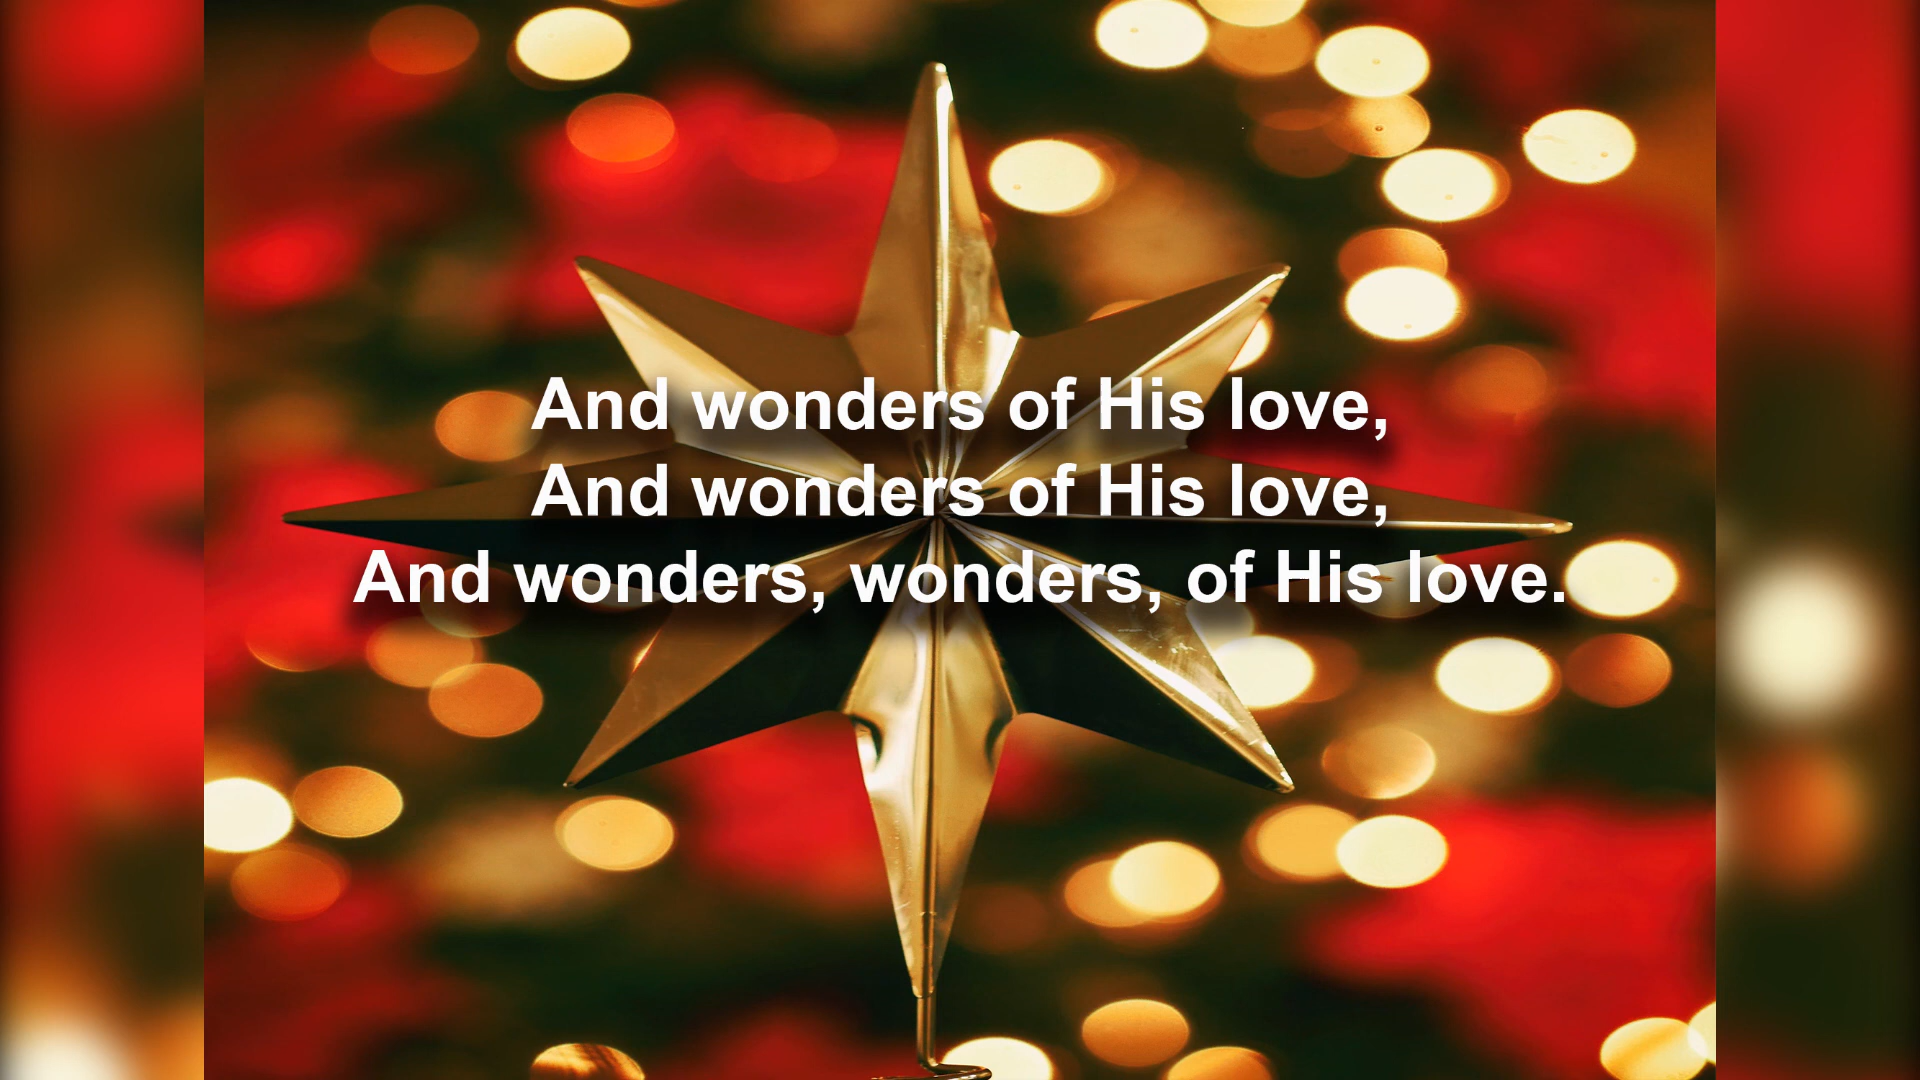 And wonders of His love,
And wonders of His love,
And wonders, wonders, of His love.